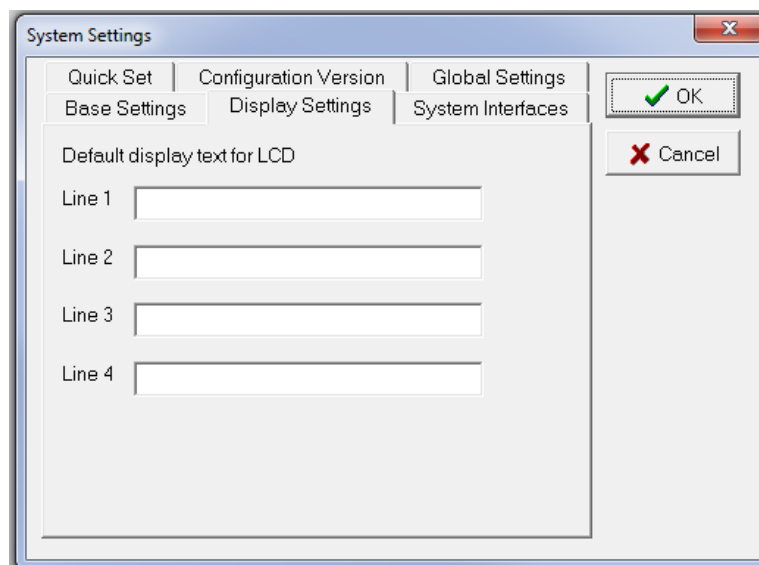 System Settings
Quick Set Configuration Version Global Settings
Base Settings Display Settings System Interfaces
OK
Cancel
Default display text for LCD
Line 1
Line 2
Line 3
Line 4